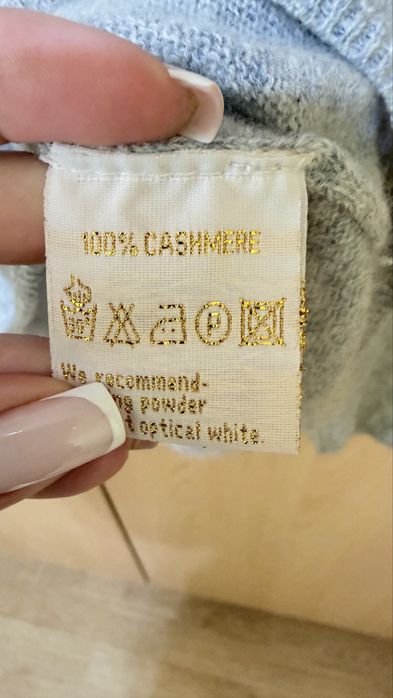 100% CASHMERE
P
We recommend-
powder
optical white.